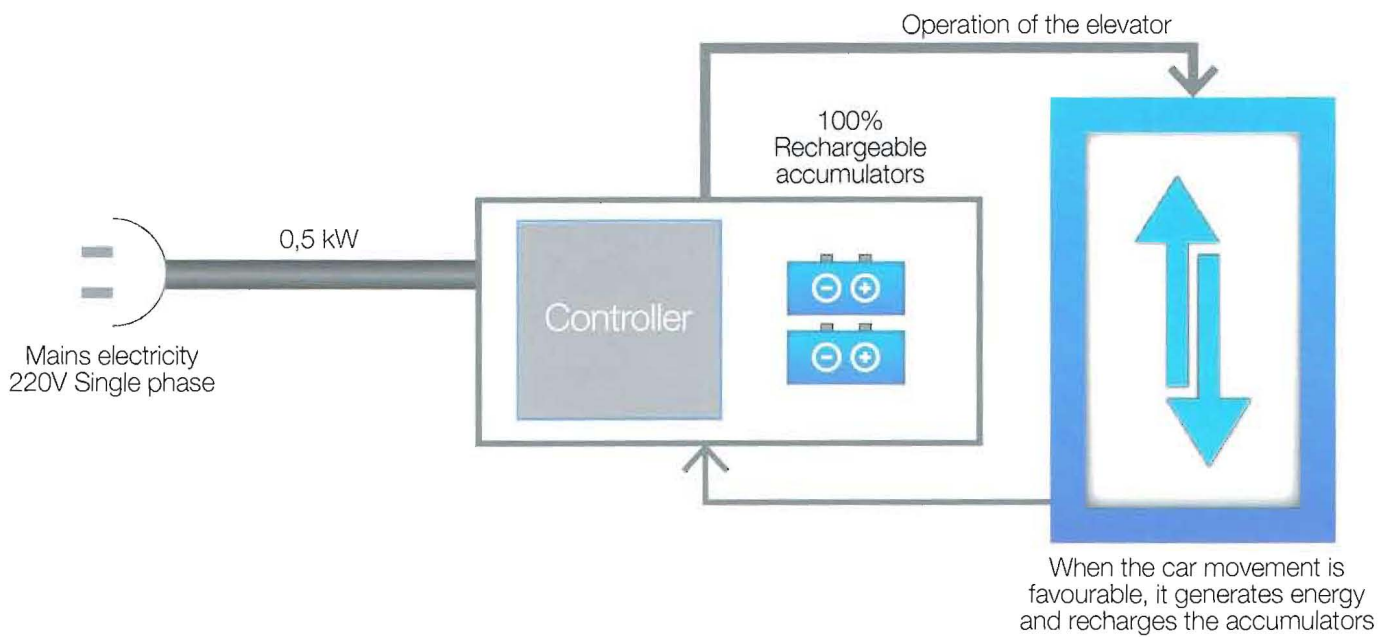 Operation of the elevator
100%
Rechargeable
accumulators
0,5 kW
Controller
Mains electricity
220V Single phase
When the car movement is
favourable, it generates energy
and recharges the accumulators